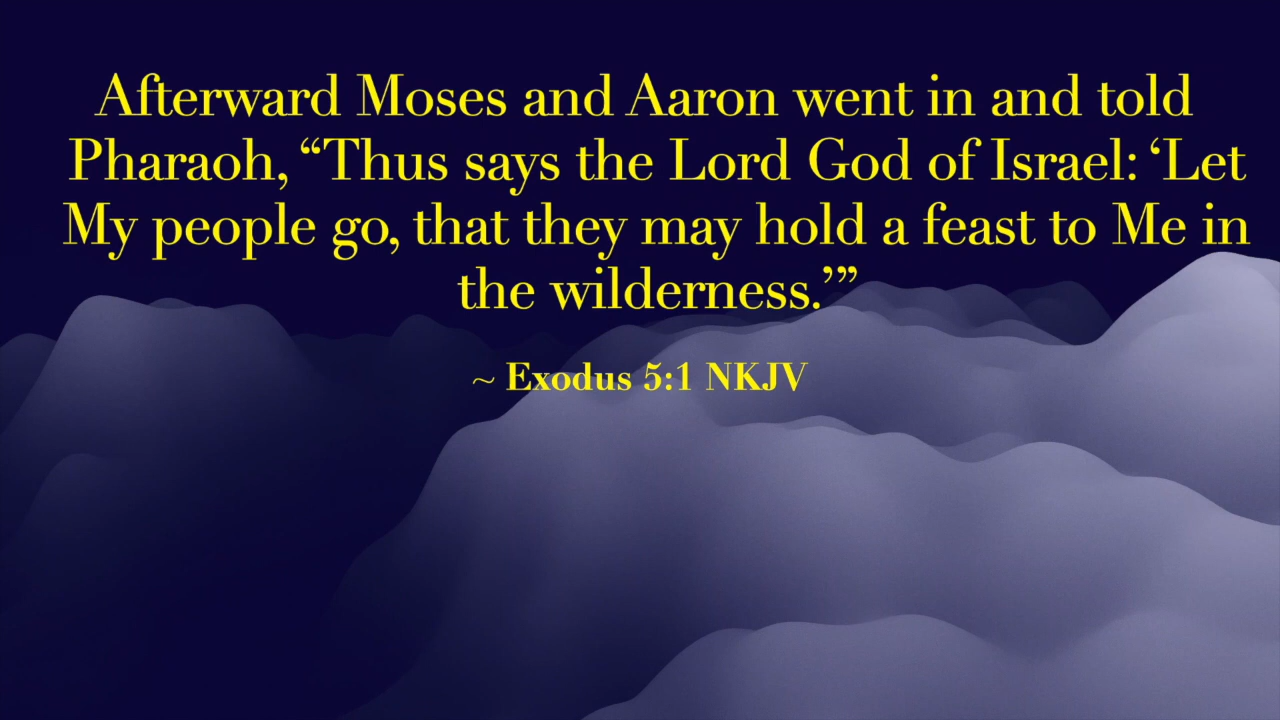 Afterward Moses and Aaron went in and told
Pharaoh, “Thus says the Lord God of Israel: ‘Let
My people go, that they may hold a feast to Me in
the wilderness.’”
~ Exodus 5:1 NKJV